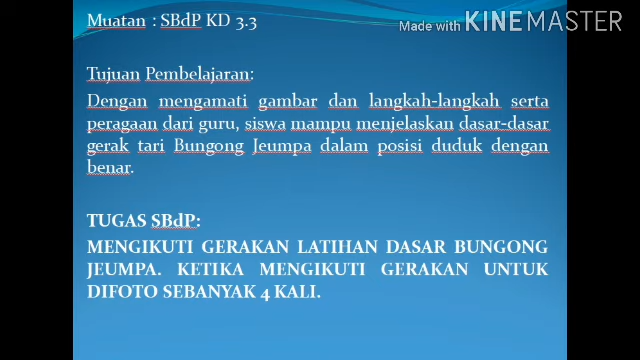 Muatan : SBdP KD 3.3
Made with KINEMASTER
Tujuan Pembelajaran:
Dengan mengamati gambar dan langkah-langkah serta
peragaan dari guru, siswa mampu menjelaskan dasar-dasar
gerak tari Bungong Jeumpa dalam posisi duduk dengan
benar.
TUGAS SBdP:
MENGIKUTI GERAKAN LATIHAN DASAR BUNGONG
JEUMPA. KETIKA MENGIKUTI GERAKAN UNTUK
DIFOTO SEBANYAK 4 KALI.